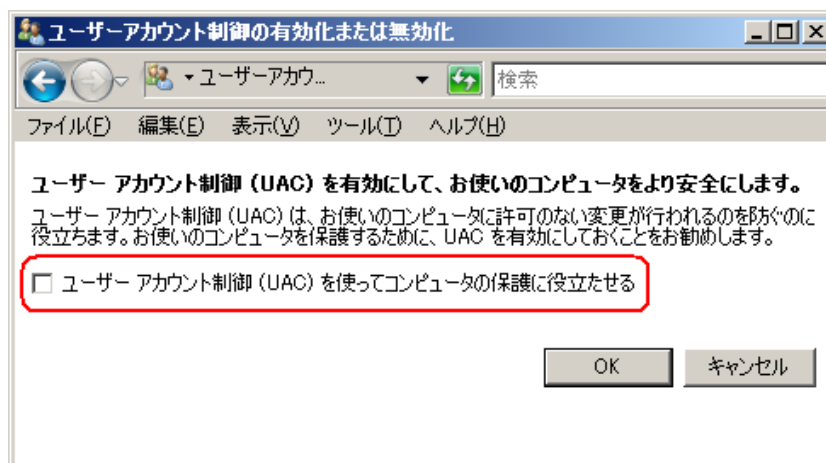 ユーザーアカウント制御の有効化または無効化
ユーザーアカウ...
検索
ファイル(F) 編集(E) 表示(V) ツール(T) ヘルプ(H)
ユーザー アカウント制御 (UAC) を有効にして、お使いのコンピュータをより安全にします。
ユーザー アカウント制御 (UAC) は、お使いのコンピュータに許可のない変更が行われるのを防ぐのに
役立ちます。お使いのコンピュータを保護するために、UAC を有効にしておくことをお勧めします。
ユーザー アカウント制御 (UAC) を使ってコンピュータの保護に役立たせる
OK キャンセル